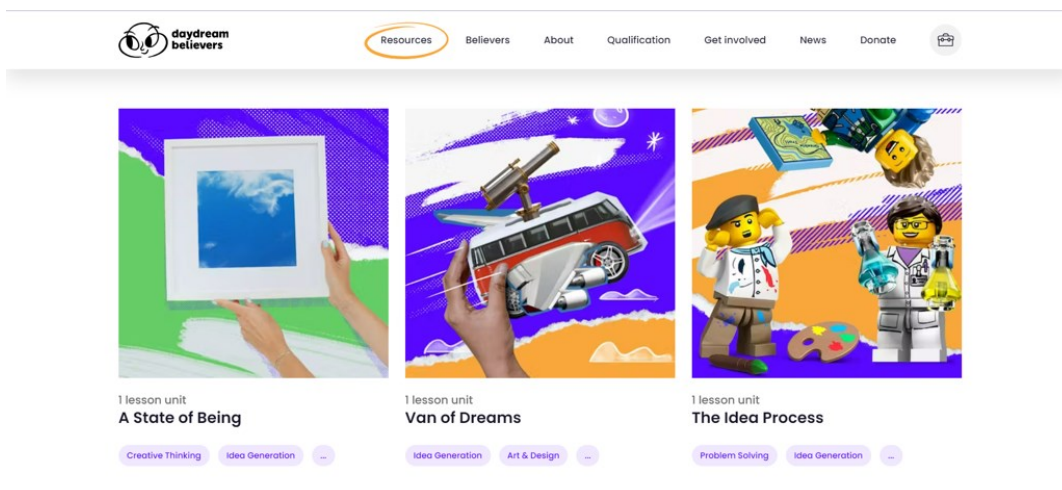 daydream
believers
Resources Believers About Qualification Get involved News Donate
1 lesson unit
A State of Being
Creative Thinking Idea Generation ...
1 lesson unit
Van of Dreams
Idea Generation Art & Design ...
1 lesson unit
The Idea Process
Problem Solving Idea Generation ...